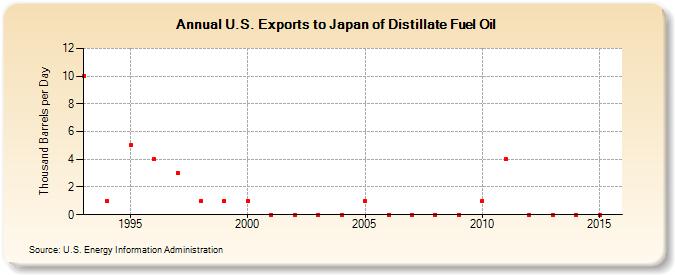 Annual U.S. Exports to Japan of Distillate Fuel Oil
Thousand Barrels per Day
12
10
8
6
4
2
0
1995 2000 2005 2010 2015
Source: U.S. Energy Information Administration